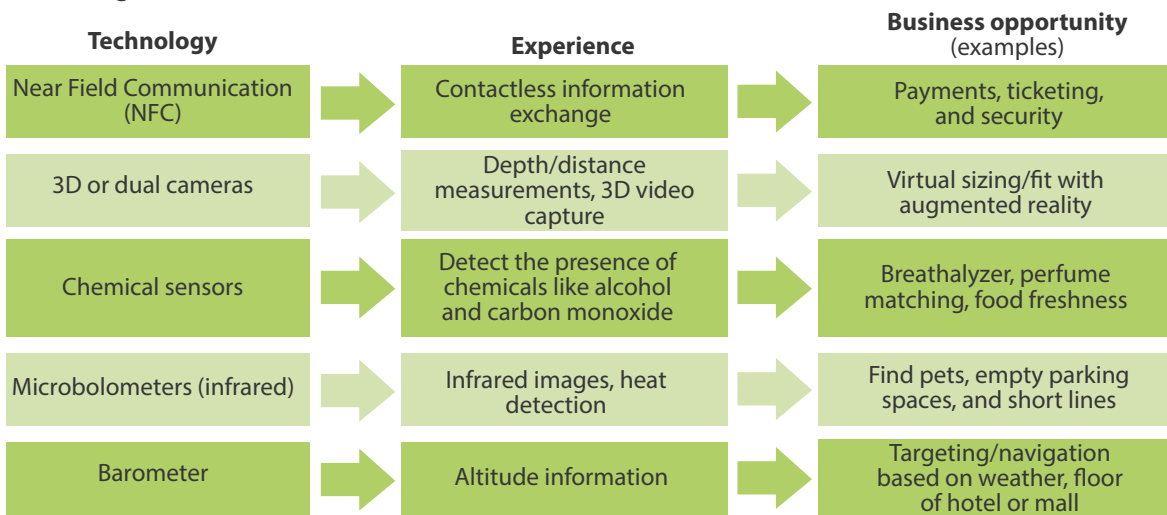 Technology
Experience
Business opportunity
(examples)
Near Field Communication
(NFC)
Contactless information
exchange
Payments, ticketing,
and security
3D or dual cameras
Depth/distance
measurements, 3D video
capture
Virtual sizing/fit with
augmented reality
Chemical sensors
Detect the presence of
chemicals like alcohol
and carbon monoxide
Breathalyzer, perfume
matching, food freshness
Microbolometers (infrared)
Infrared images, heat
detection
Find pets, empty parking
spaces, and short lines
Barometer
Altitude information
Targeting/navigation
based on weather, floor
of hotel or mall